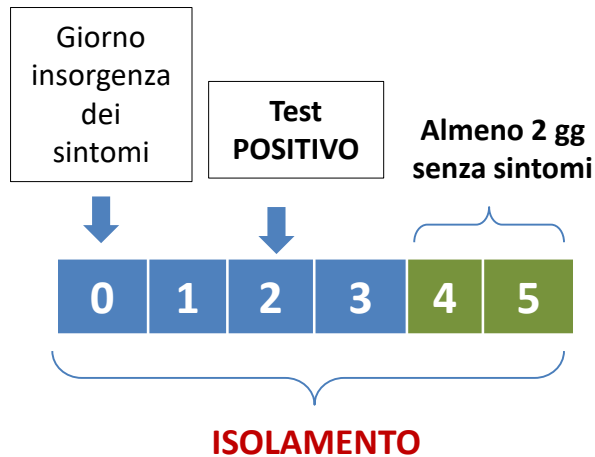 Giorno
insorgenza
dei
sintomi
Test
POSITIVO
Almeno 2 gg
senza sintomi
0 1 2 3 4 5
ISOLAMENTO